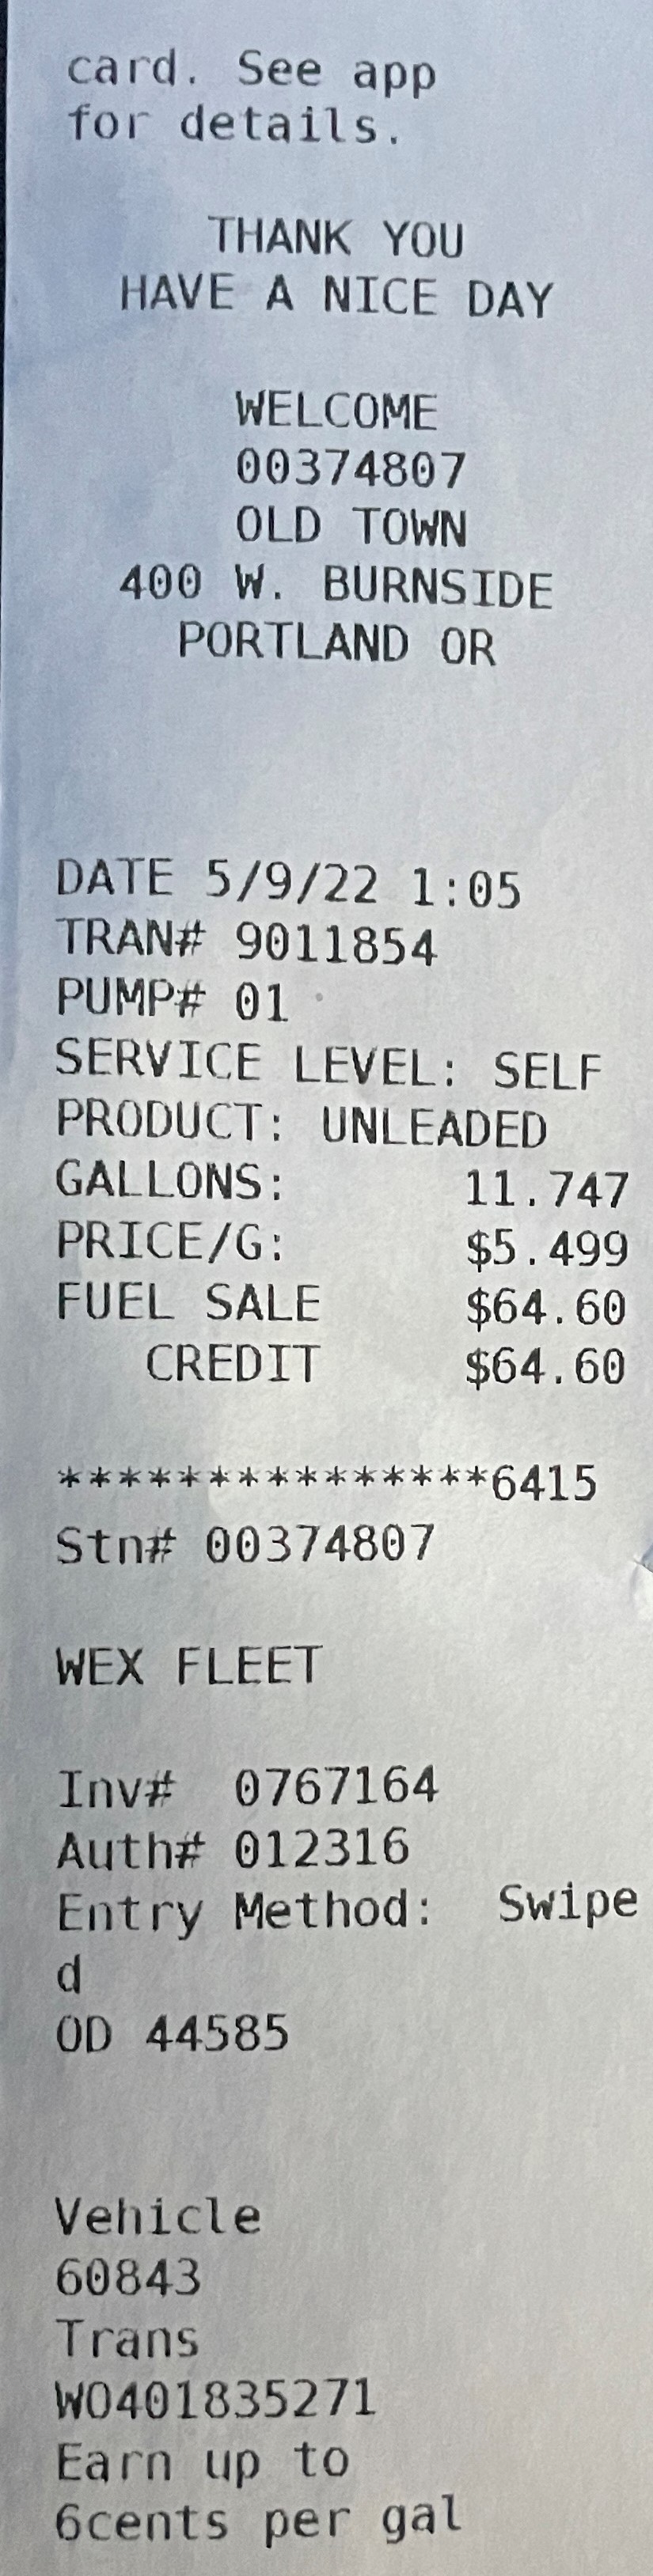 card. See app
for details.
THANK YOU
HAVE A NICE DAY
WELCOME
00374807
OLD TOWN
400 W. BURNSIDE
PORTLAND OR
DATE 5/9/22 1:05
TRAN# 9011854
PUMP# 01
SERVICE LEVEL: SELF
PRODUCT: UNLEADED
GALLONS: 11.747
PRICE/G: $5.499
FUEL SALE $64.60
CREDIT $64.60
***************6415
Stn# 00374807
WEX FLEET
Inv# 0767164
Auth# 012316
Entry Method: Swipe
d
OD 44585
Vehicle
60843
Trans
WO401835271
Earn up to
6cents per gal